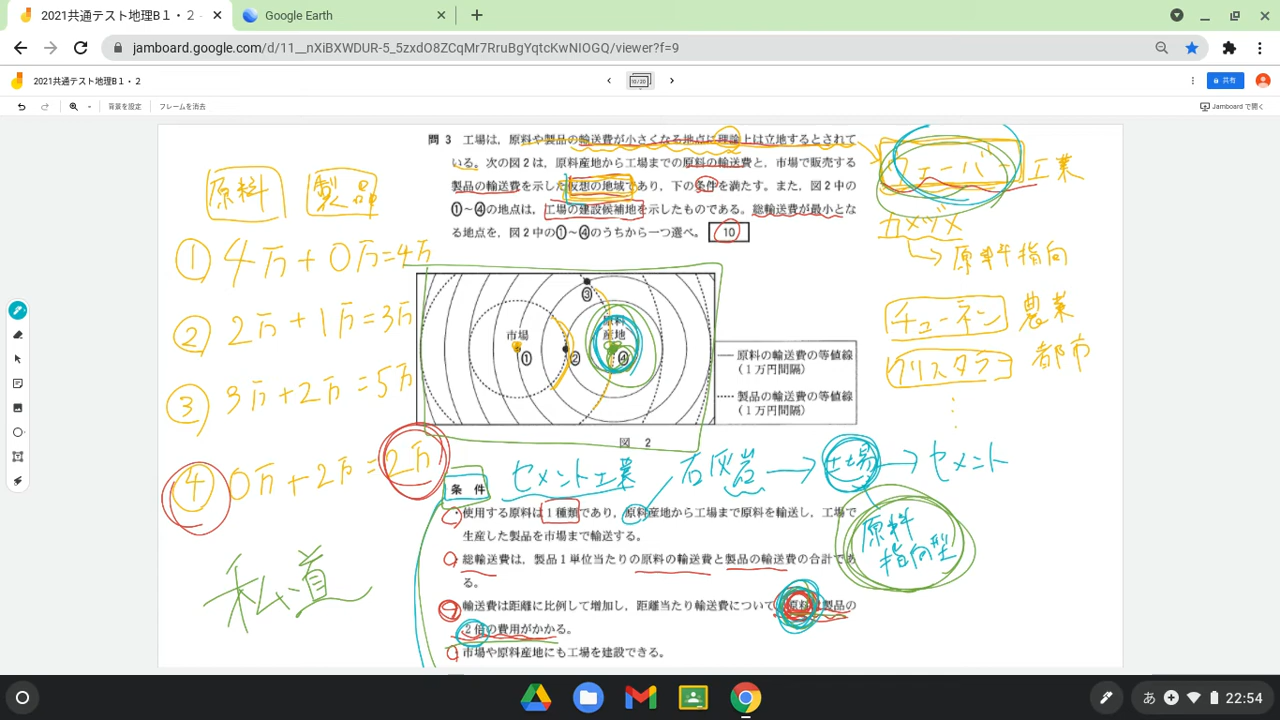 2021共通テスト地理B１・２ -
Google Earth
jamboard.google.com/d/11__nXiBXWDUR-5_5zxdO8ZCqMr7RruBgYqtcKwNIOGQ/viewer?f=9
2021共通テスト地理B１・２
10/20
共有
背景を設定
フレームを消去
Jamboard で開く
問 3 工場は，原料や製品の輸送費が小さくなる地点に理論上は立地するとされて
いる。次の図2は，原料産地から工場までの原料の輸送費と，市場で販売する
製品の輸送費を示した仮想の地域であり，下の条件を満たす。また，図2中の
①～④の地点は，工場の建設候補地を示したものである。総輸送費が最小とな
る地点を，図2中の①～④のうちから一つ選べ。 10
ウェーバー 工業
カメヅメ
原料指向
チューネン 農業
クリスタラー 都市
原料 製品
① 4万+0万=4万
② 2万+1万=3万
③ 3万+2万=5万
④ 0万+2万=2万
私道
③
原料
産地
市場
① ② ④
原料の輸送費の等値線
（1万円間隔）
製品の輸送費の等値線
（1万円間隔）
図 2
セメント工業 石灰岩 → 工場 → セメント
原料
指向型
条 件
・使用する原料は1種類であり，原料産地から工場まで原料を輸送し，工場で
生産した製品を市場まで輸送する。
総輸送費は，製品1単位当たりの原料の輸送費と製品の輸送費の合計であ
る。
輸送費は距離に比例して増加し，距離当たり輸送費について，原料は製品の
2倍の費用がかかる。
市場や原料産地にも工場を建設できる。
あ
22:54